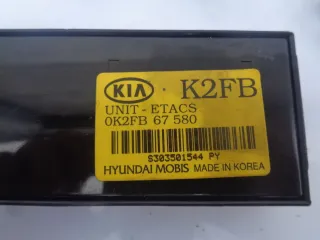 KIA K2FB
UNIT - ETACS
0K2FB 67 580
S303501544 PY
HYUNDAI MOBIS MADE IN KOREA